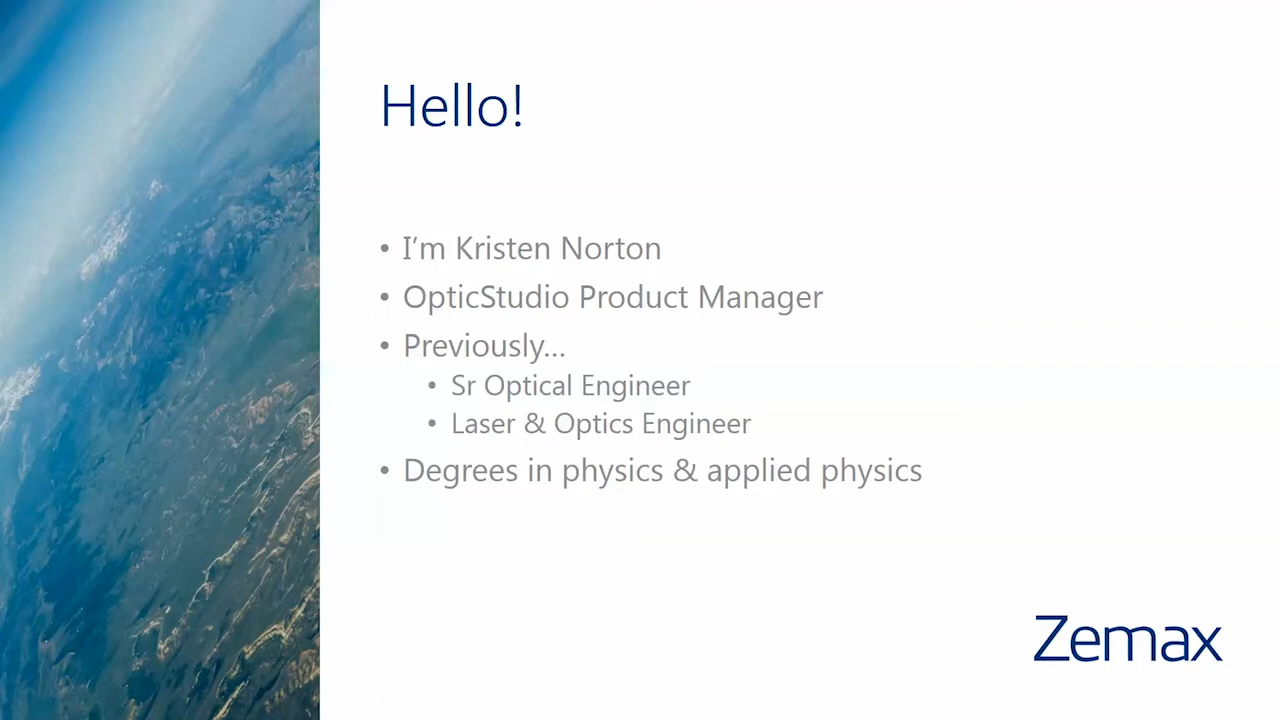 Hello!
• I'm Kristen Norton
• OpticStudio Product Manager
• Previously...
• Sr Optical Engineer
• Laser & Optics Engineer
• Degrees in physics & applied physics
Zemax